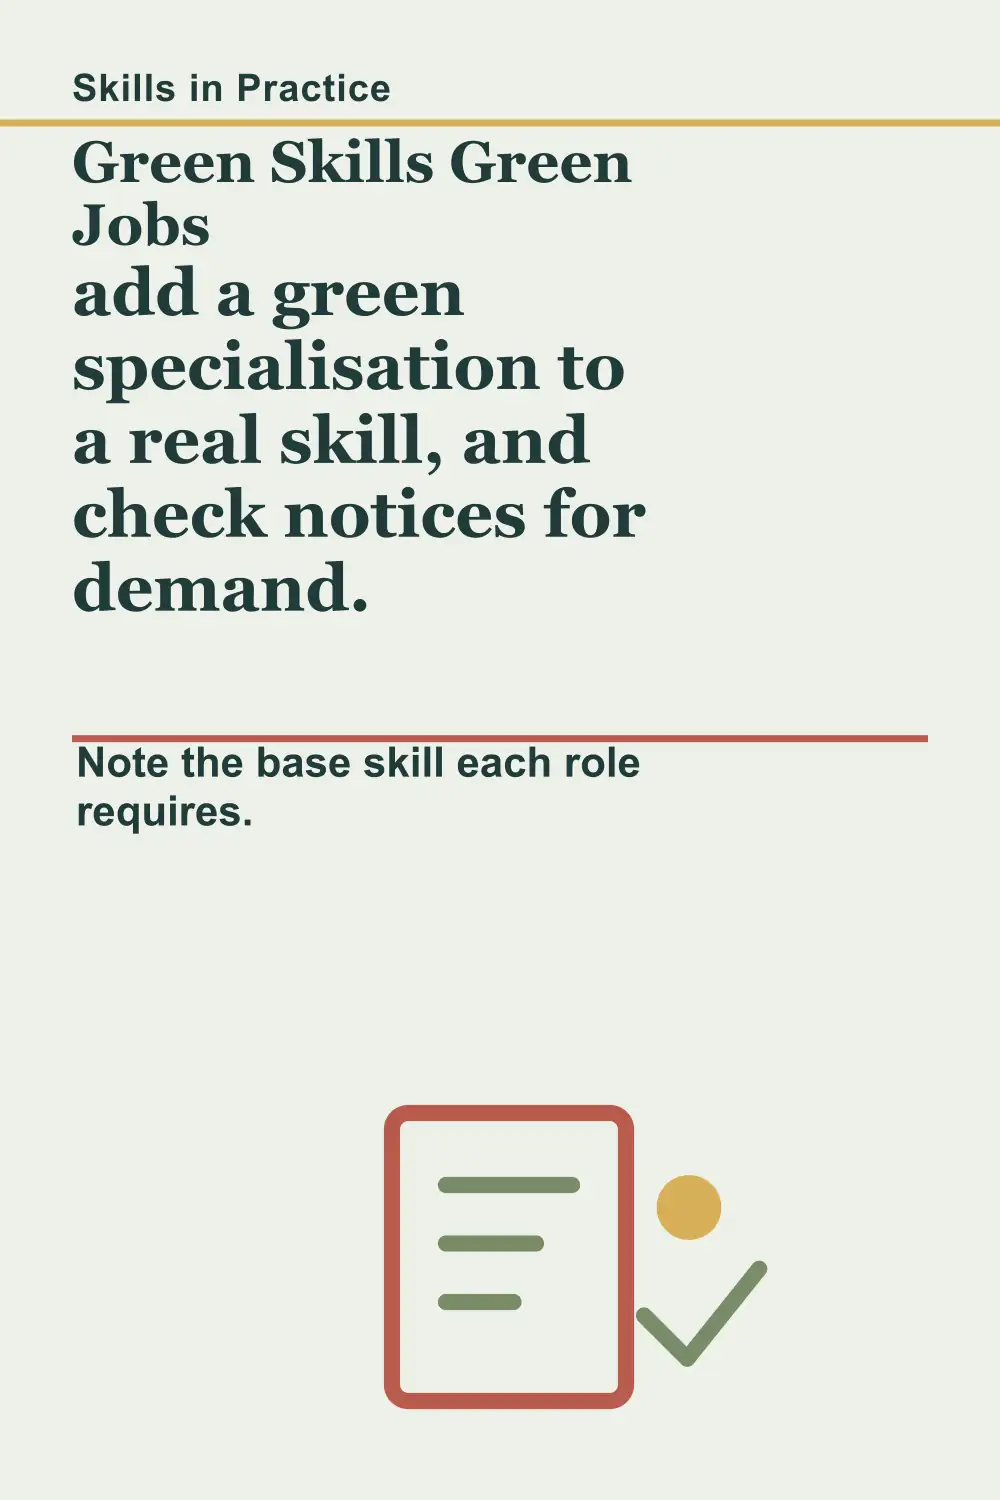 Skills in Practice
Green Skills Green
Jobs
add a green
specialisation to
a real skill, and
check notices for
demand.
Note the base skill each role
requires.